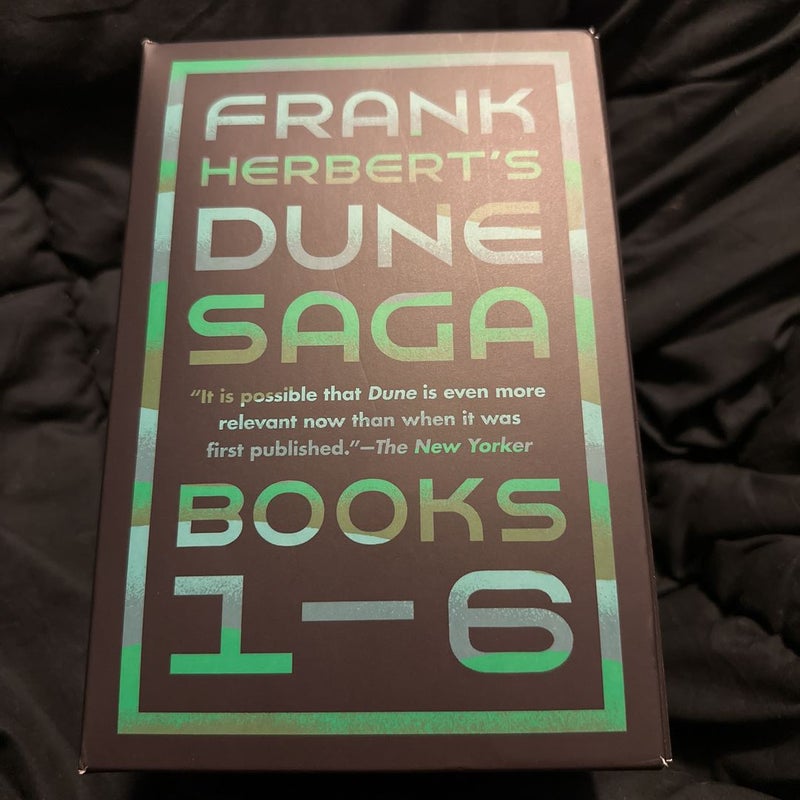 FRANK
HERBERT'S
DUNE
SAGA
“It is possible that Dune is even more
relevant now than when it was
first published.”—The New Yorker
BOOKS
1—6